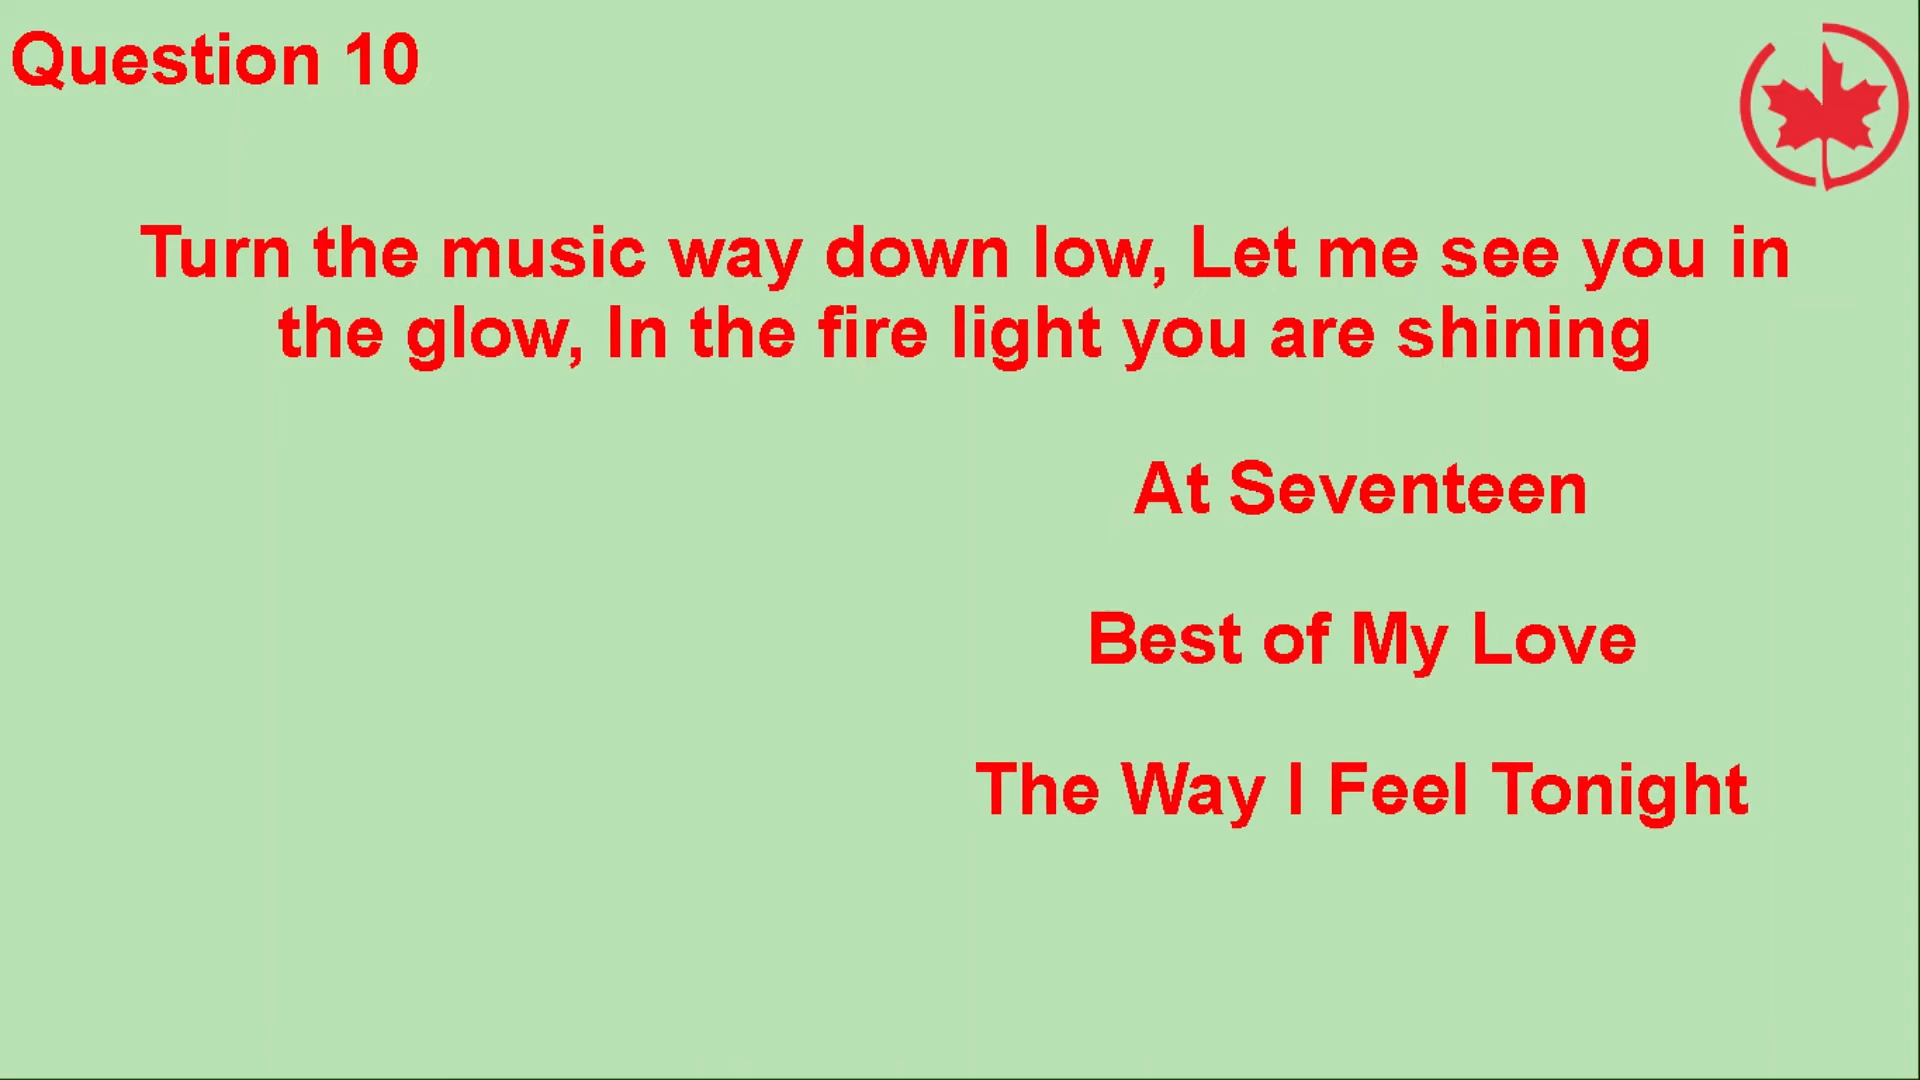 Question 10
Turn the music way down low, Let me see you in
the glow, In the fire light you are shining
At Seventeen
Best of My Love
The Way I Feel Tonight